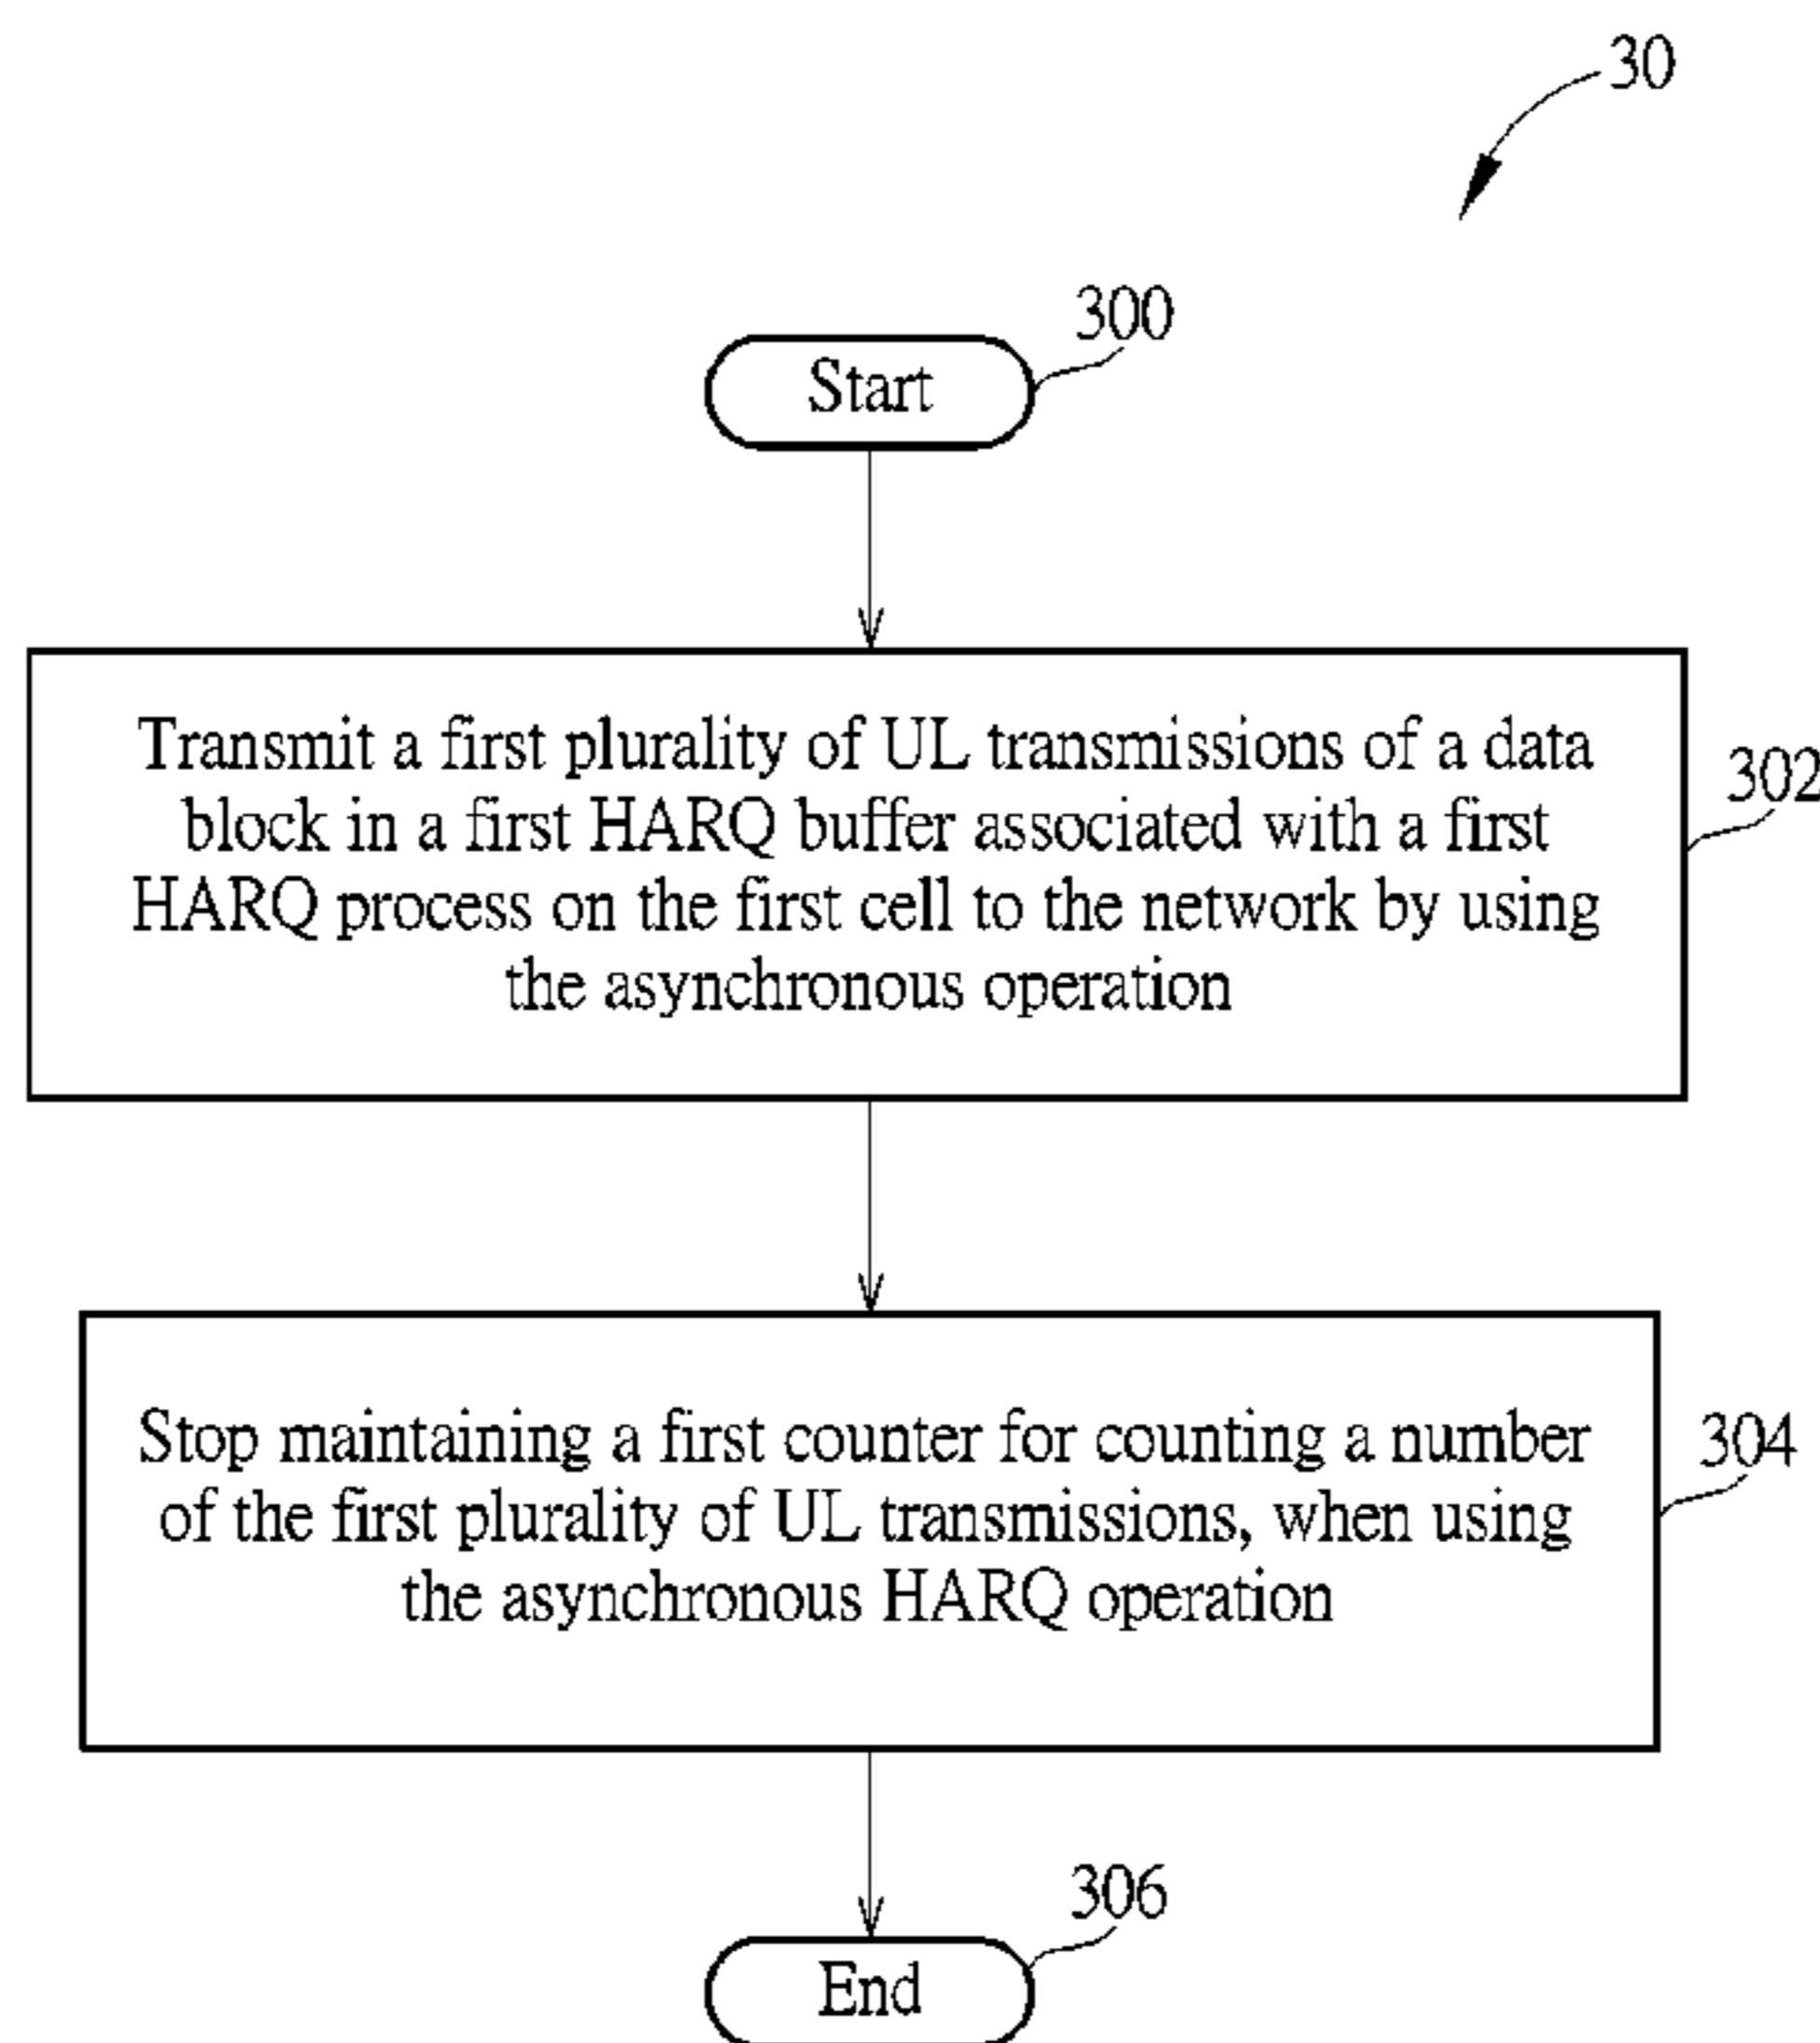 30
300
Start
Transmit a first plurality of UL transmissions of a data
block in a first HARQ buffer associated with a first
HARQ process on the first cell to the network by using
the asynchronous operation
302
Stop maintaining a first counter for counting a number
of the first plurality of UL transmissions, when using
the asynchronous HARQ operation
304
306
End